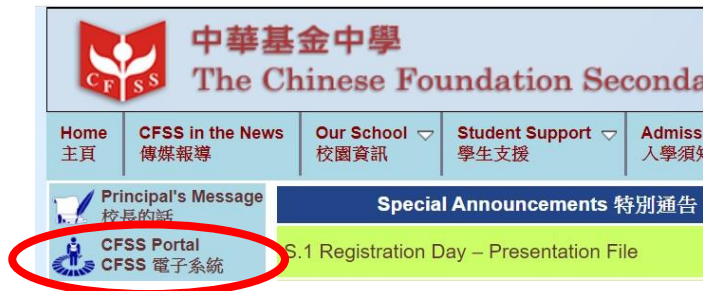 中華基金中學
CFSS
The Chinese Foundation Seconda
Home
主頁
CFSS in the News
傳媒報導
Our School
校園資訊
Student Support
學生支援
Admiss
入學須知
Principal's Message
校長的話
CFSS Portal
CFSS 電子系統
Special Announcements 特別通告
S.1 Registration Day – Presentation File